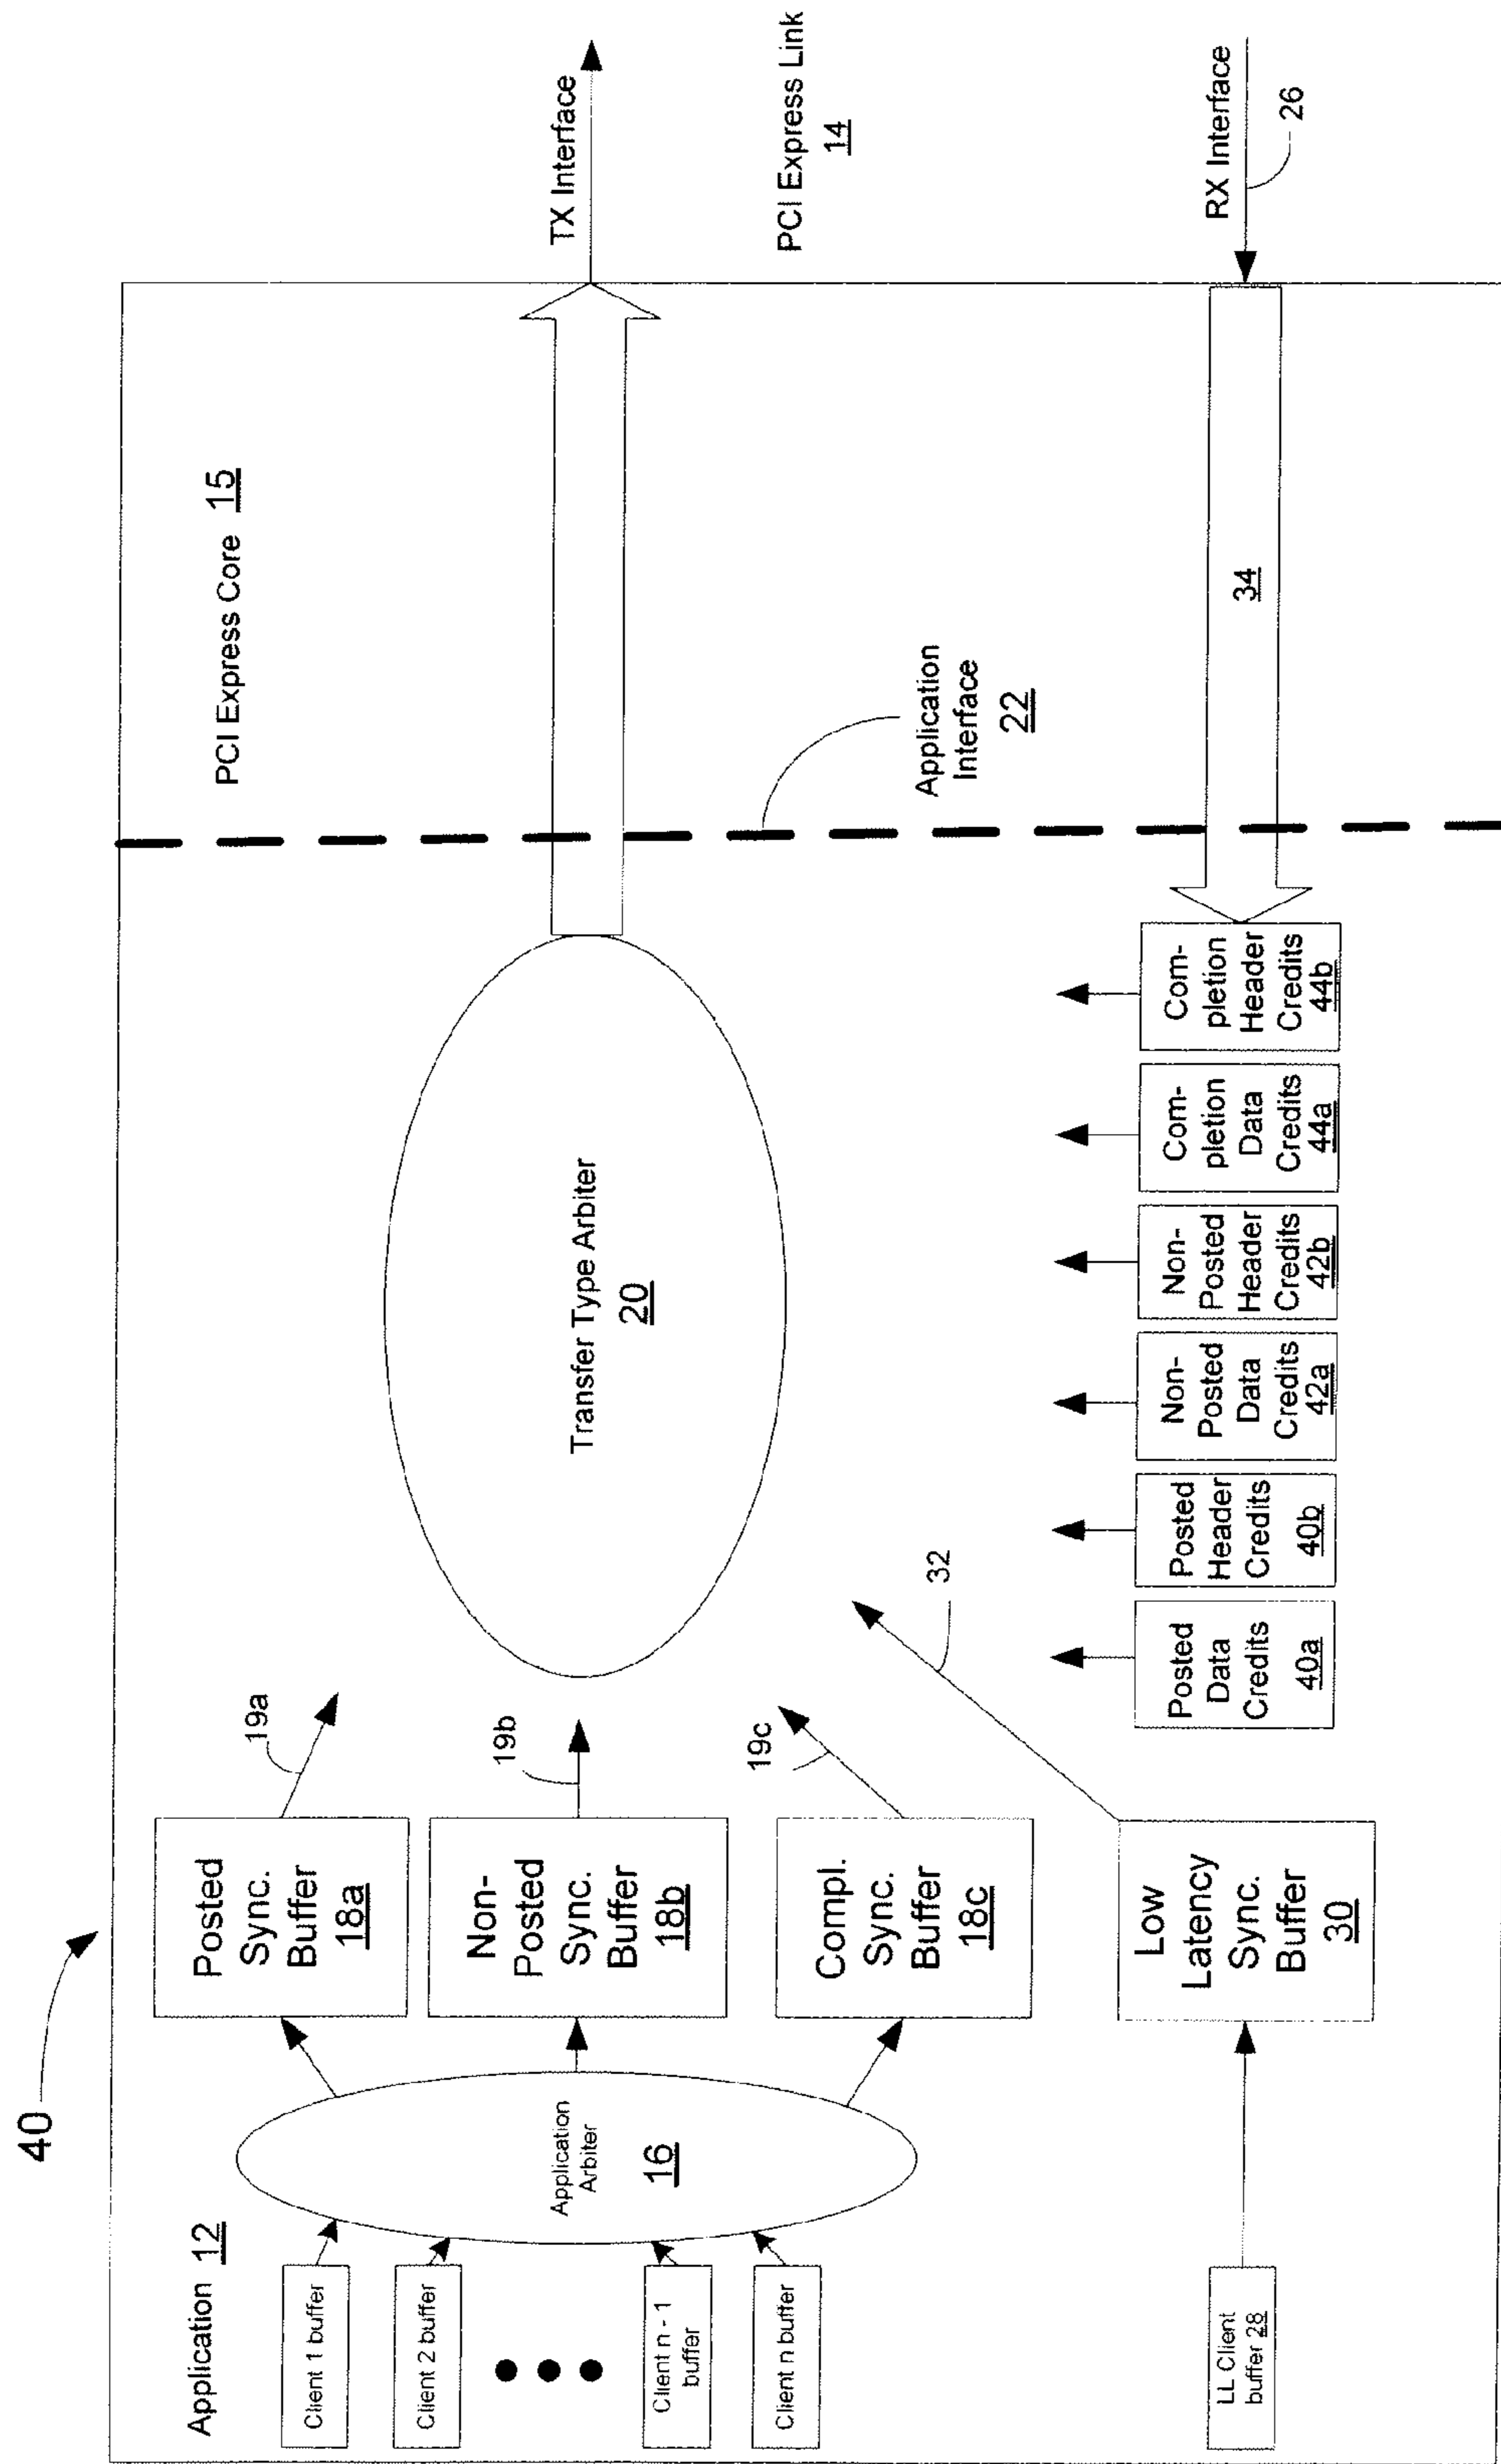 40
Application 12
PCI Express Core 15
Client 1 buffer
Client 2 buffer
Client n - 1
buffer
Client n buffer
Application
Arbiter
16
Posted
Sync.
Buffer
18a
Non-
Posted
Sync.
Buffer
18b
Compl.
Sync.
Buffer
18c
19a
19b
19c
Transfer Type Arbiter
20
TX Interface
PCI Express Link
14
Application
Interface
22
LL Client
buffer 28
Low
Latency
Sync.
Buffer
30
32
Posted
Data
Credits
40a
Posted
Header
Credits
40b
Non-
Posted
Data
Credits
42a
Non-
Posted
Header
Credits
42b
Com-
pletion
Data
Credits
44a
Com-
pletion
Header
Credits
44b
34
RX Interface
26